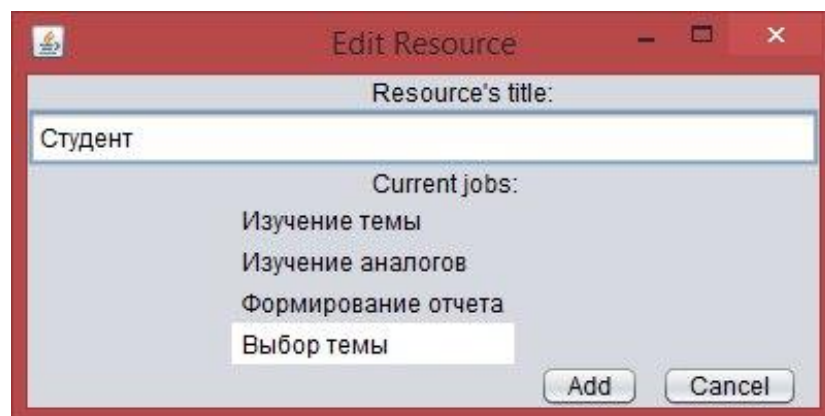 Edit Resource
Resource's title:
Студент
Current jobs:
Изучение темы
Изучение аналогов
Формирование отчета
Выбор темы
Add Cancel